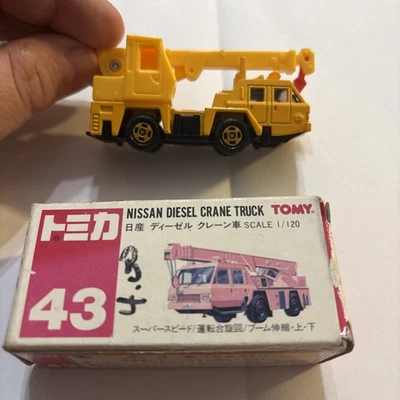 トミカ
NISSAN DIESEL CRANE TRUCK TOMY.
日産 ディーゼル クレーン車 SCALE 1/120
43
スーパースピード/運転台旋回/ブーム伸縮・上・下